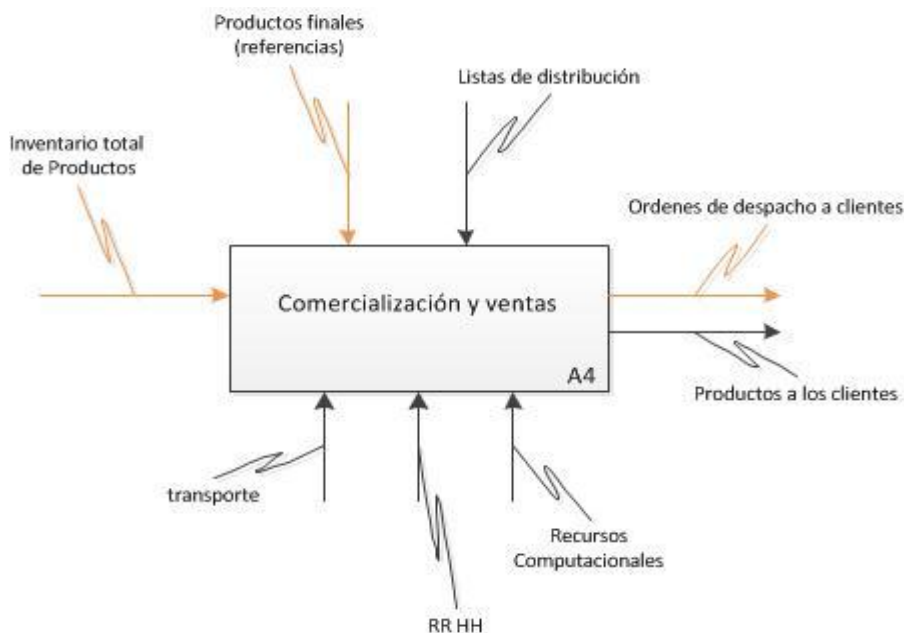 Productos finales
(referencias)
Listas de distribución
Inventario total
de Productos
Ordenes de despacho a clientes
Comercialización y ventas
A4
Productos a los clientes
transporte
Recursos
Computacionales
RR HH